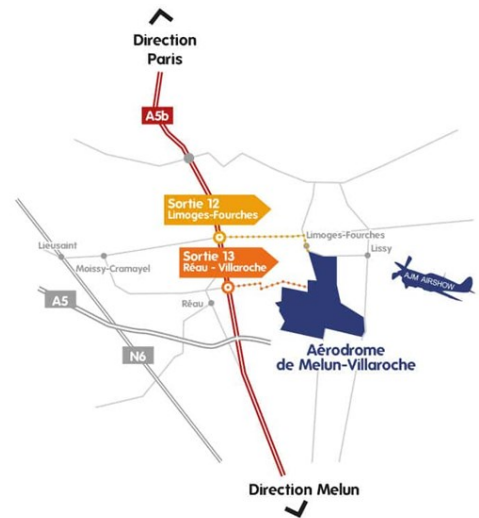 Direction
Paris
A5b
Sortie 12
Limoges-Fourches
Limoges-Fourches
Lieusaint
Lissy
Moissy-Cramayel
Sortie 13
Réau - Villaroche
AJM AIRSHOW
A5
Réau
N6
Aérodrome
de Melun-Villaroche
Direction Melun